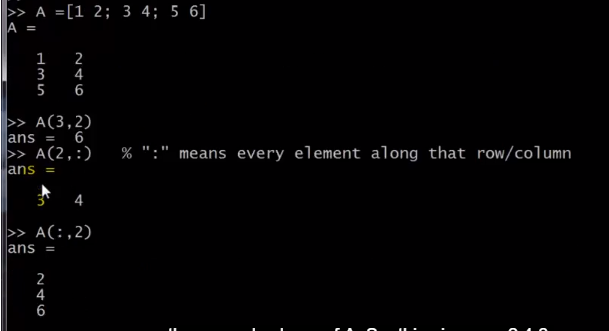 >> A =[1 2; 3 4; 5 6]
A =
1 2
3 4
5 6
>> A(3,2)
ans = 6
>> A(2,:) % ":" means every element along that row/column
ans =
3 4
>> A(:,2)
ans =
2
4
6